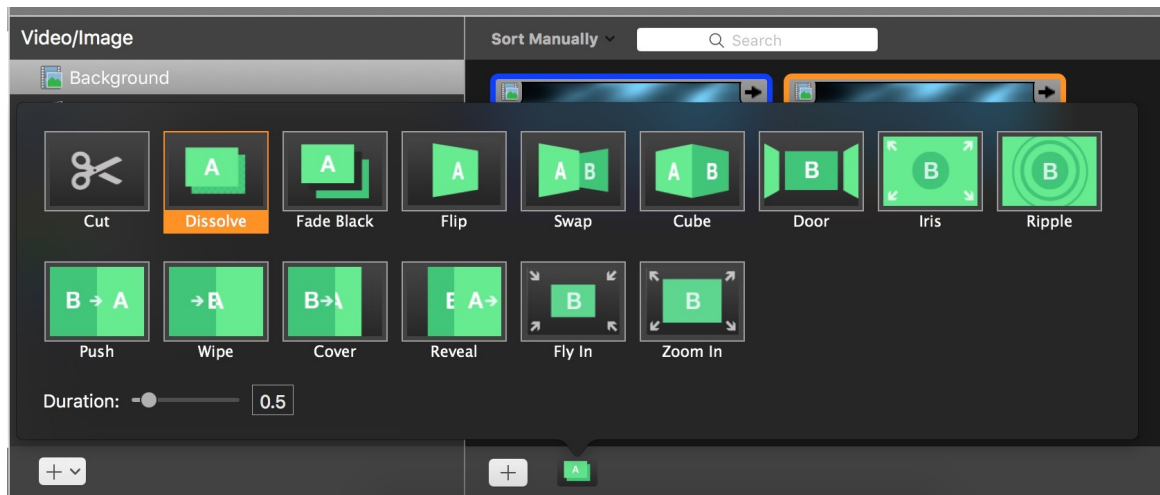 Video/Image
Sort Manually
Search
Background
A
A
A
A B
A B
B
B
B
Cut
Dissolve
Fade Black
Flip
Swap
Cube
Door
Iris
Ripple
B → A
→ B
B→
A→
B
B
Push
Wipe
Cover
Reveal
Fly In
Zoom In
Duration:
0.5
A